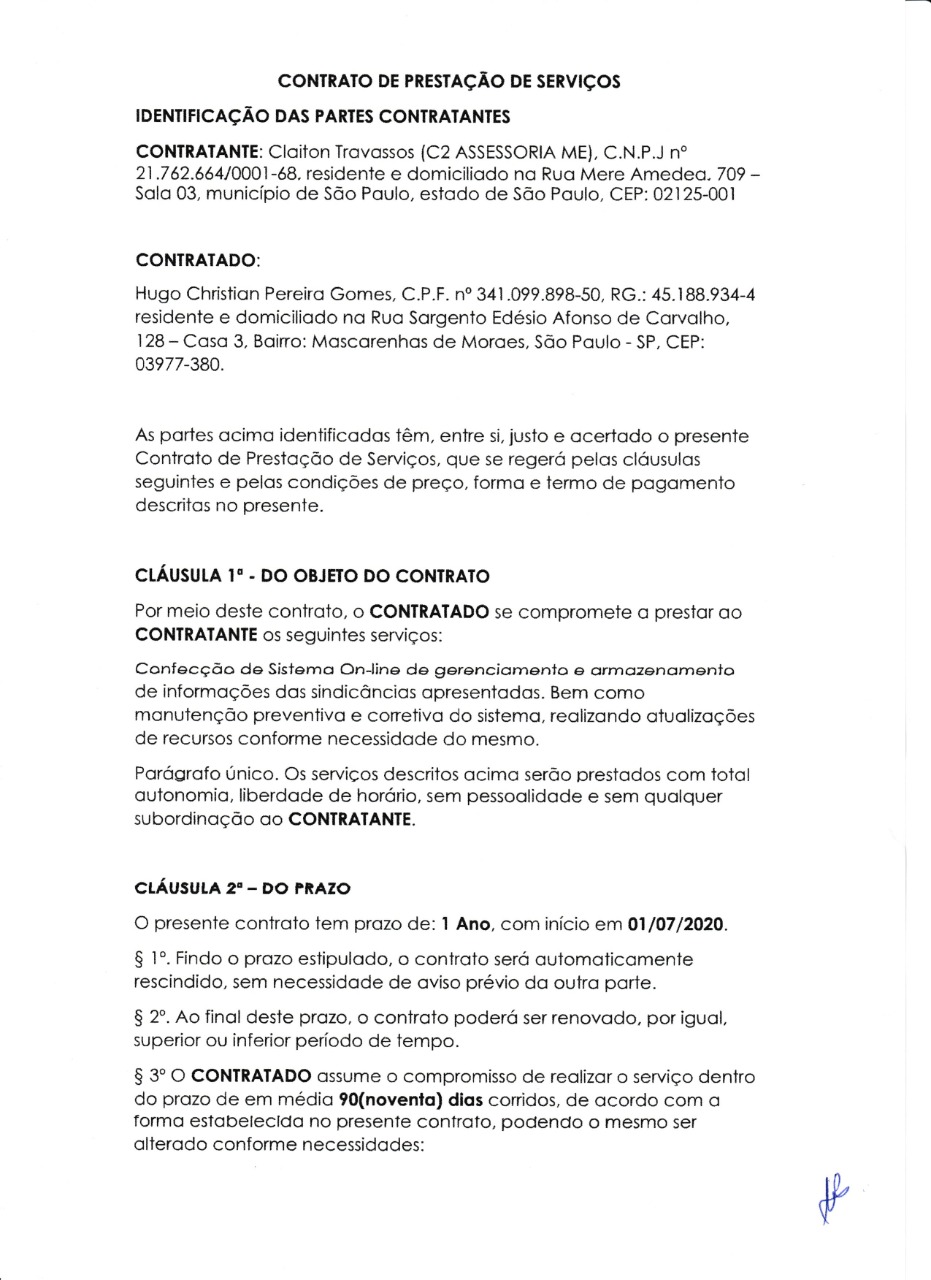 CONTRATO DE PRESTAÇÃO DE SERVIÇOS
IDENTIFICAÇÃO DAS PARTES CONTRATANTES
CONTRATANTE: Claiton Travassos (C2 ASSESSORIA ME), C.N.P.J nº
21.762.664/0001-68, residente e domiciliado na Rua Mere Amedea, 709 –
Sala 03, município de São Paulo, estado de São Paulo, CEP: 02125-001
CONTRATADO:
Hugo Christian Pereira Gomes, C.P.F. nº 341.099.898-50, RG.: 45.188.934-4
residente e domiciliado na Rua Sargento Edésio Afonso de Carvalho,
128 – Casa 3, Bairro: Mascarenhas de Moraes, São Paulo - SP, CEP:
03977-380.
As partes acima identificadas têm, entre si, justo e acertado o presente
Contrato de Prestação de Serviços, que se regerá pelas cláusulas
seguintes e pelas condições de preço, forma e termo de pagamento
descritas no presente.
CLÁUSULA 1ª - DO OBJETO DO CONTRATO
Por meio deste contrato, o CONTRATADO se compromete a prestar ao
CONTRATANTE os seguintes serviços:
Confecção de Sistema On-line de gerenciamento e armazenamento
de informações das sindicâncias apresentadas. Bem como
manutenção preventiva e corretiva do sistema, realizando atualizações
de recursos conforme necessidade do mesmo.
Parágrafo único. Os serviços descritos acima serão prestados com total
autonomia, liberdade de horário, sem pessoalidade e sem qualquer
subordinação ao CONTRATANTE.
CLÁUSULA 2ª – DO PRAZO
O presente contrato tem prazo de: 1 Ano, com início em 01/07/2020.
§ 1º. Findo o prazo estipulado, o contrato será automaticamente
rescindido, sem necessidade de aviso prévio da outra parte.
§ 2º. Ao final deste prazo, o contrato poderá ser renovado, por igual,
superior ou inferior período de tempo.
§ 3º O CONTRATADO assume o compromisso de realizar o serviço dentro
do prazo de em média 90(noventa) dias corridos, de acordo com a
forma estabelecida no presente contrato, podendo o mesmo ser
alterado conforme necessidades: